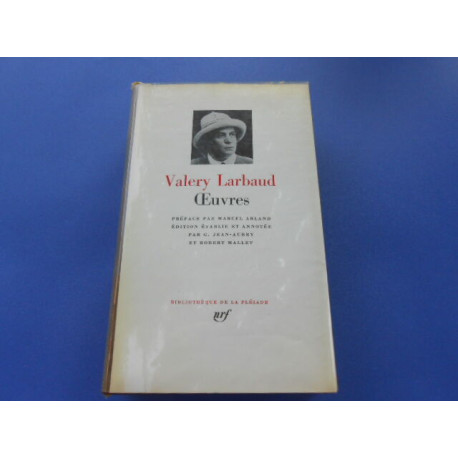 Valery Larbaud
Œuvres
PRÉFACE PAR MARCEL ARLAND
ÉDITION ÉTABLIE ET ANNOTÉE
PAR G. JEAN-AUBRY
ET ROBERT MALLET
BIBLIOTHÈQUE DE LA PLÉIADE
nrf